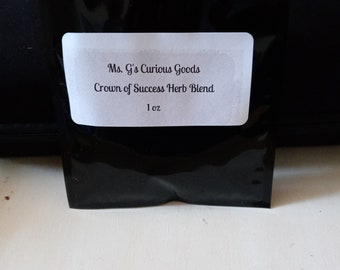 Ms. G's Curious Goods
Crown of Success Herb Blend
1 oz